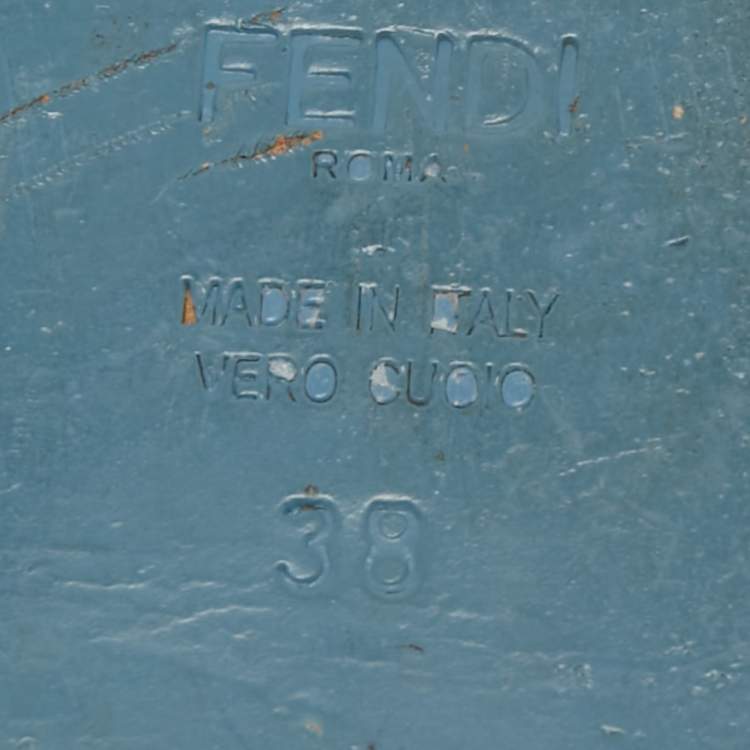 FENDI
ROMA
MADE IN ITALY
VERO CUOIO
38